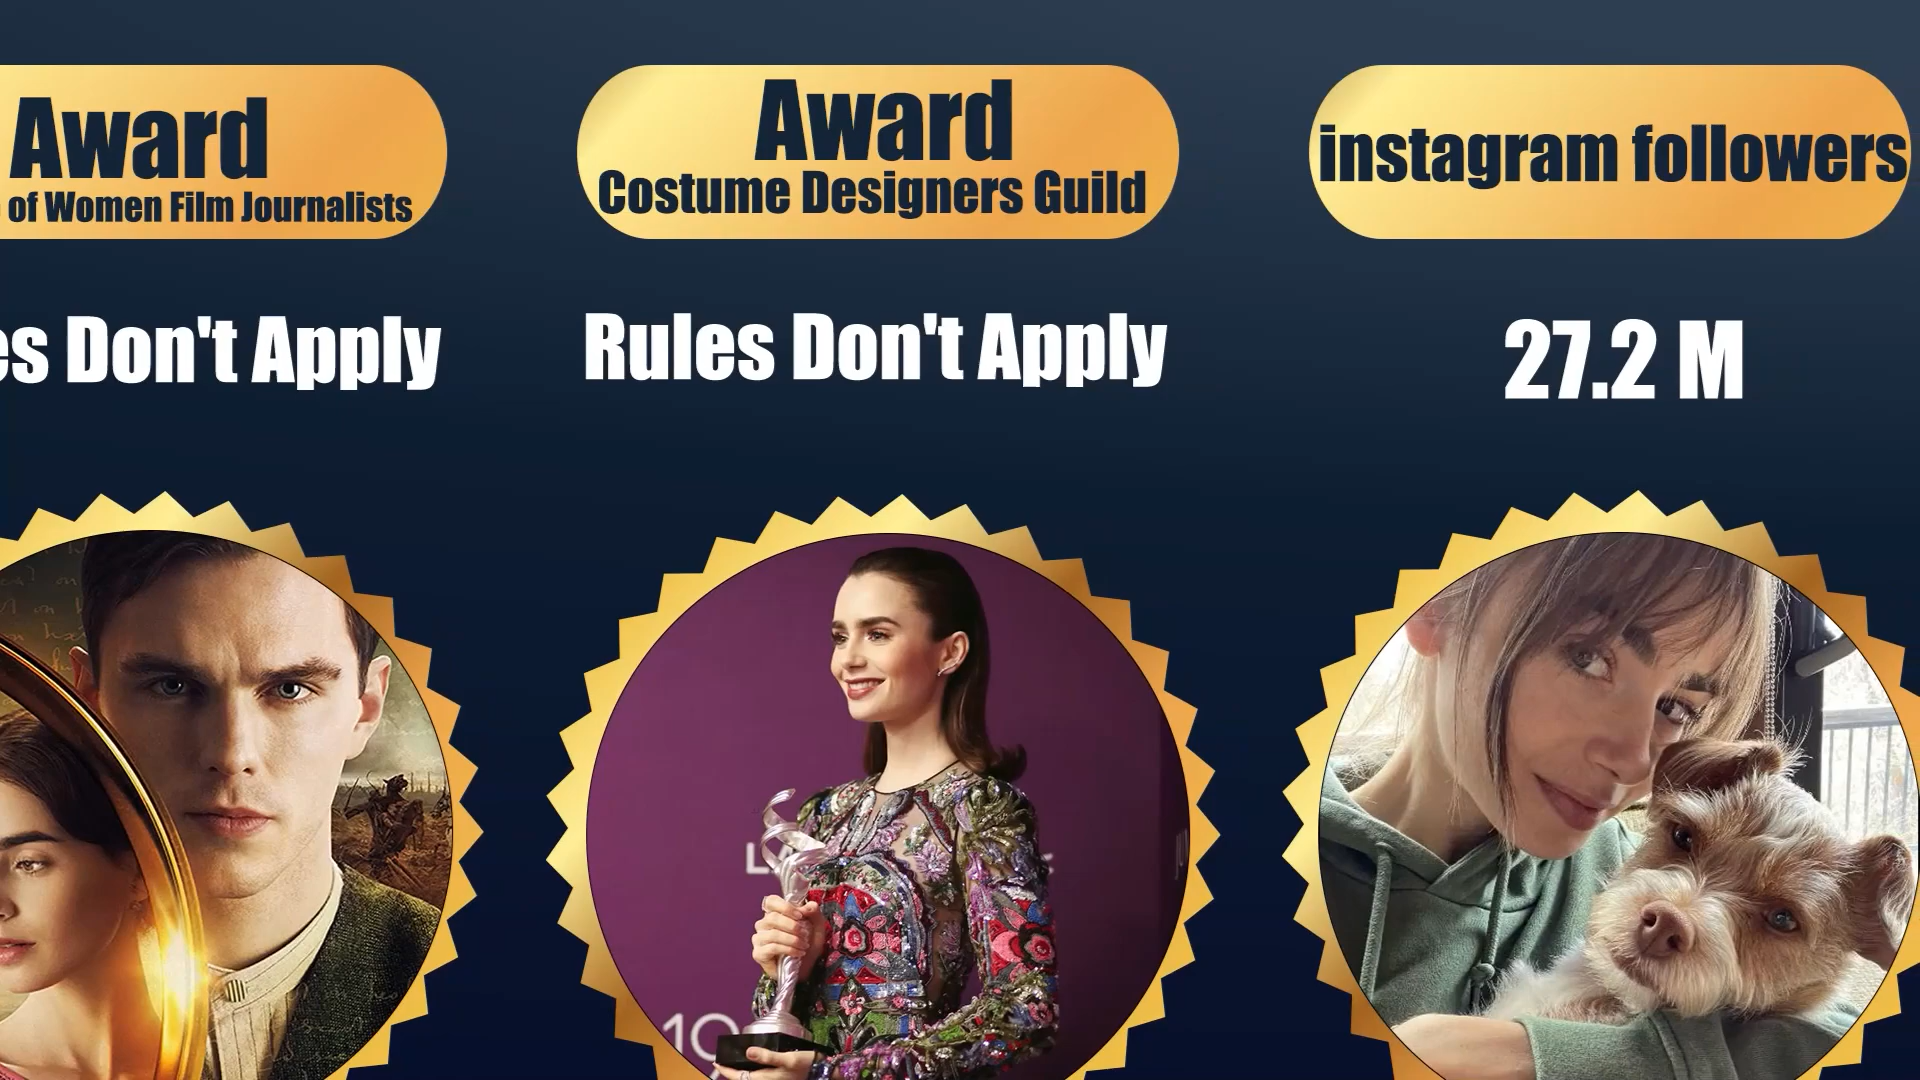 Award
of Women Film Journalists
es Don't Apply
Award
Costume Designers Guild
Rules Don't Apply
10
instagram followers
27.2 M